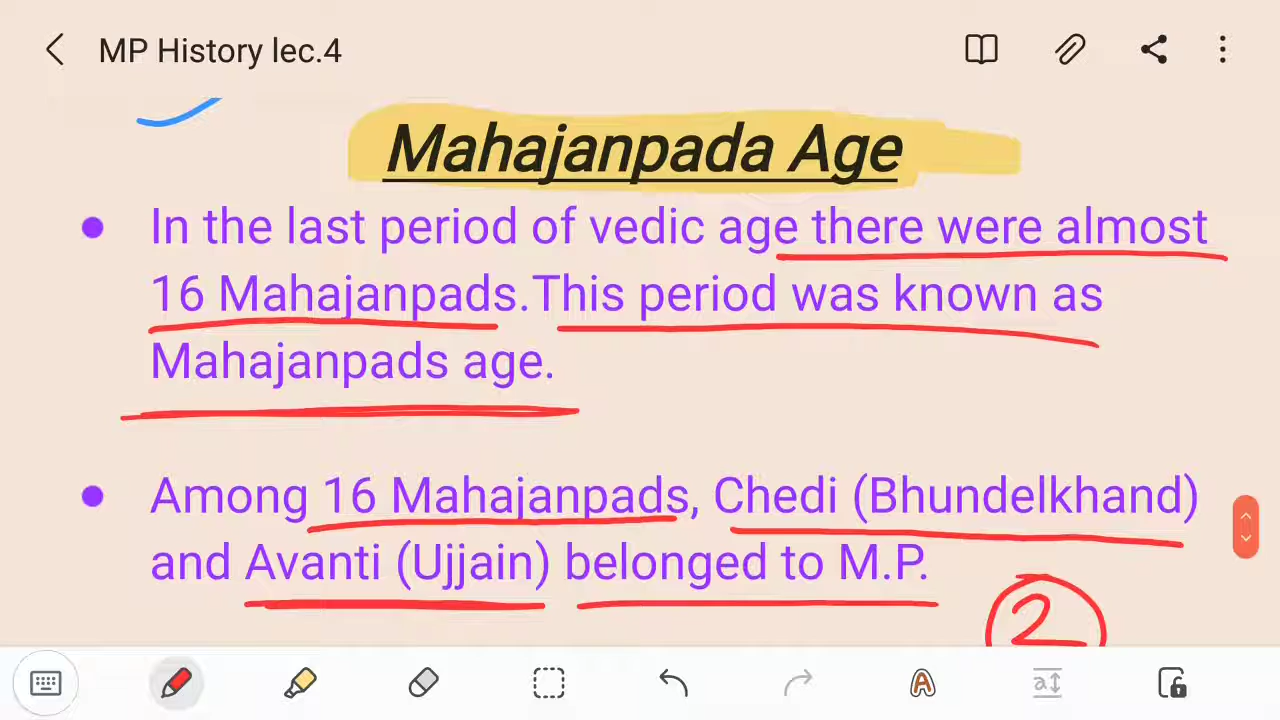 MP History lec.4
Mahajanpada Age
In the last period of vedic age there were almost
16 Mahajanpads.This period was known as
Mahajanpads age.
Among 16 Mahajanpads, Chedi (Bhundelkhand)
and Avanti (Ujjain) belonged to M.P.
2
A
a